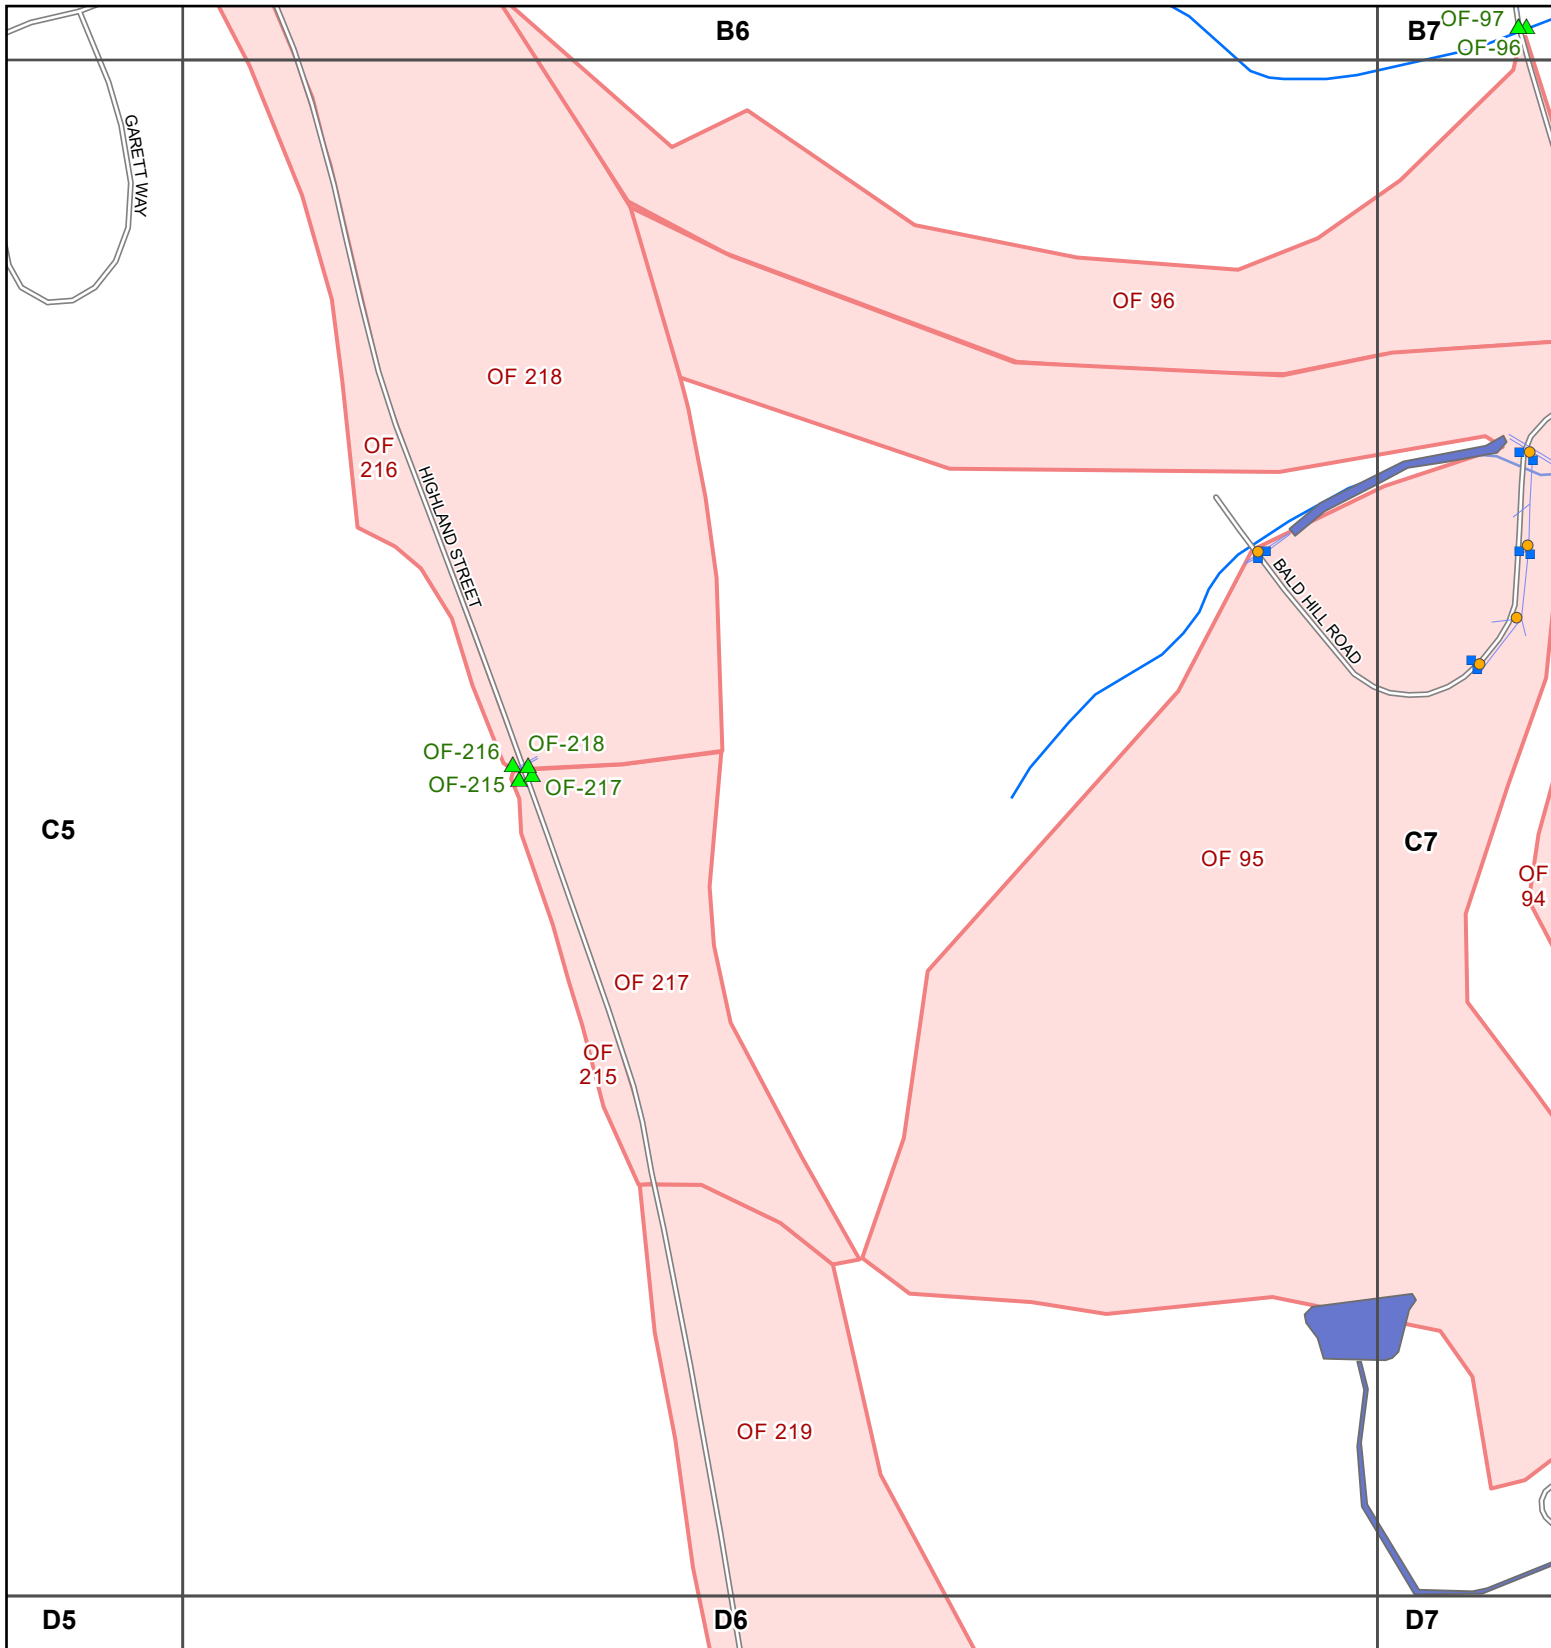 B6
B7
OF-97
OF-96
GARETT WAY
OF 96
OF 218
OF
216
HIGHLAND STREET
BALD HILL ROAD
OF-216
OF-218
OF-215
OF-217
C5
C7
OF 95
OF
94
OF 217
OF
215
OF 219
D5
D6
D7